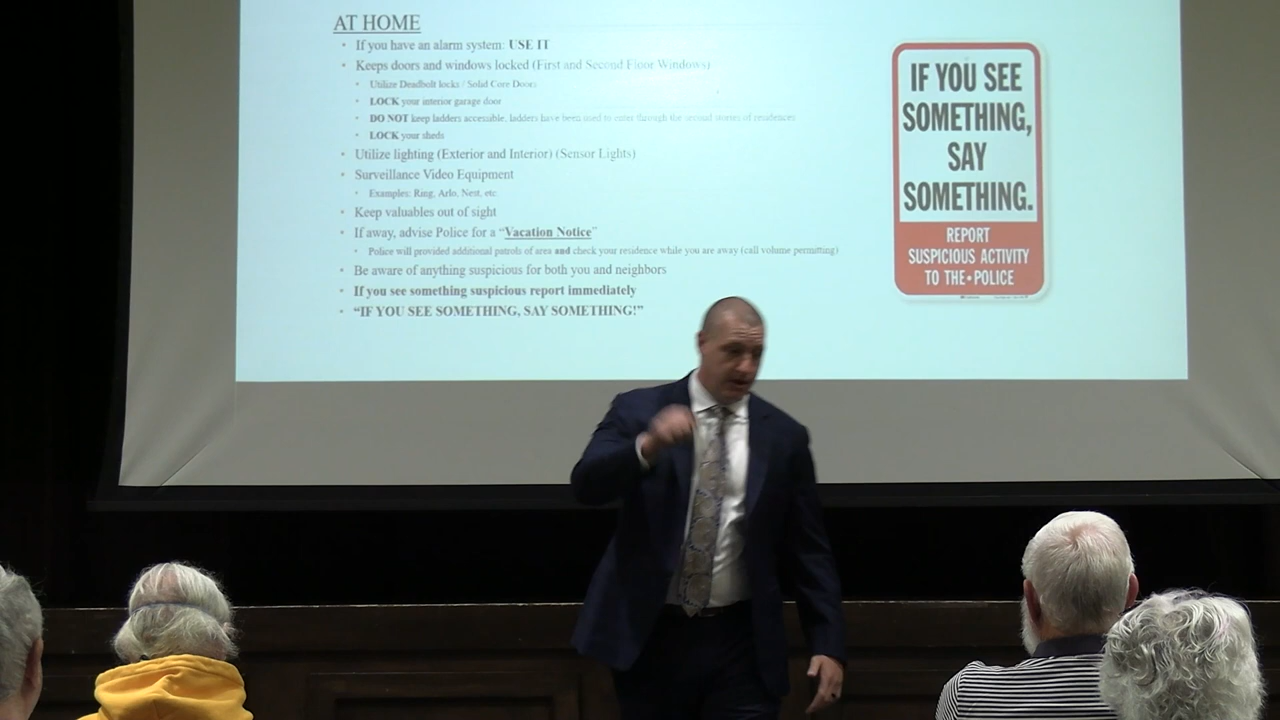 AT HOME
• If you have an alarm system: USE IT
• Keeps doors and windows locked (First and Second Floor Windows)
• Utilize Deadbolt locks / Solid Core Doors
• LOCK your interior garage door
• DO NOT keep ladders accessible, ladders have been used to enter through the second stories of residences
• LOCK your sheds
• Utilize lighting (Exterior and Interior) (Sensor Lights)
• Surveillance Video Equipment
• Examples: Ring, Arlo, Nest, etc
• Keep valuables out of sight
• If away, advise Police for a “Vacation Notice”
• Police will provided additional patrols of area and check your residence while you are away (call volume permitting)
• Be aware of anything suspicious for both you and neighbors
• If you see something suspicious report immediately
• “IF YOU SEE SOMETHING, SAY SOMETHING!”
IF YOU SEE
SOMETHING,
SAY
SOMETHING.
REPORT
SUSPICIOUS ACTIVITY
TO THE•POLICE